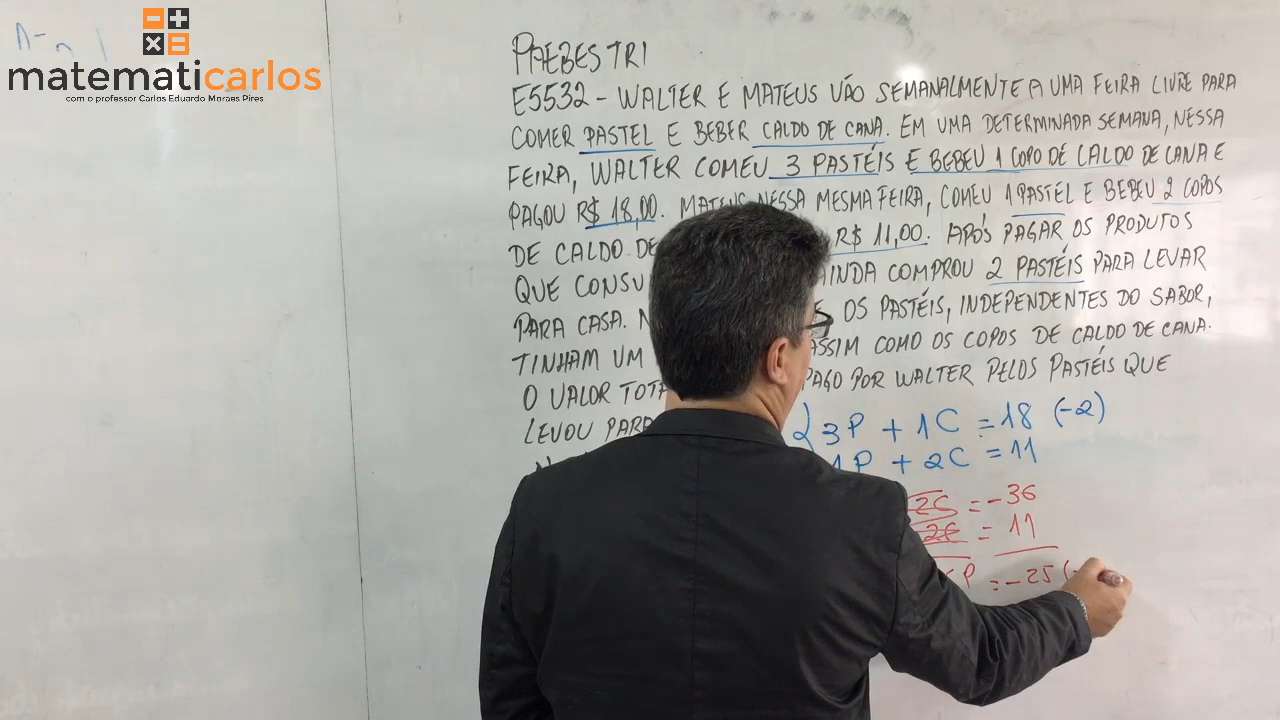 matematicarlos
com o professor Carlos Eduardo Moraes Pires
PAEBES TRI
E5532 - WALTER E MATEUS VÃO SEMANALMENTE A UMA FEIRA LIVRE PARA
COMER PASTEL E BEBER CALDO DE CANA. EM UMA DETERMINADA SEMANA, NESSA
FEIRA, WALTER COMEU 3 PASTÉIS E BEBEU 1 COPO DE CALDO DE CANA E
PAGOU R$ 18,00. MATEUS, NESSA MESMA FEIRA, COMEU 1 PASTEL E BEBEU 2 COPOS
DE CALDO DE R$ 11,00. APÓS PAGAR OS PRODUTOS
QUE CONSU AINDA COMPROU 2 PASTÉIS PARA LEVAR
PARA CASA. OS PASTÉIS, INDEPENDENTES DO SABOR,
TINHAM UM ASSIM COMO OS COPOS DE CALDO DE CANA.
O VALOR TOTA PAGO POR WALTER PELOS PASTÉIS QUE
LEVOU PARA
3P + 1C = 18 (-2)
1P + 2C = 11
2C = -36
2C = 11
P = -25 (-